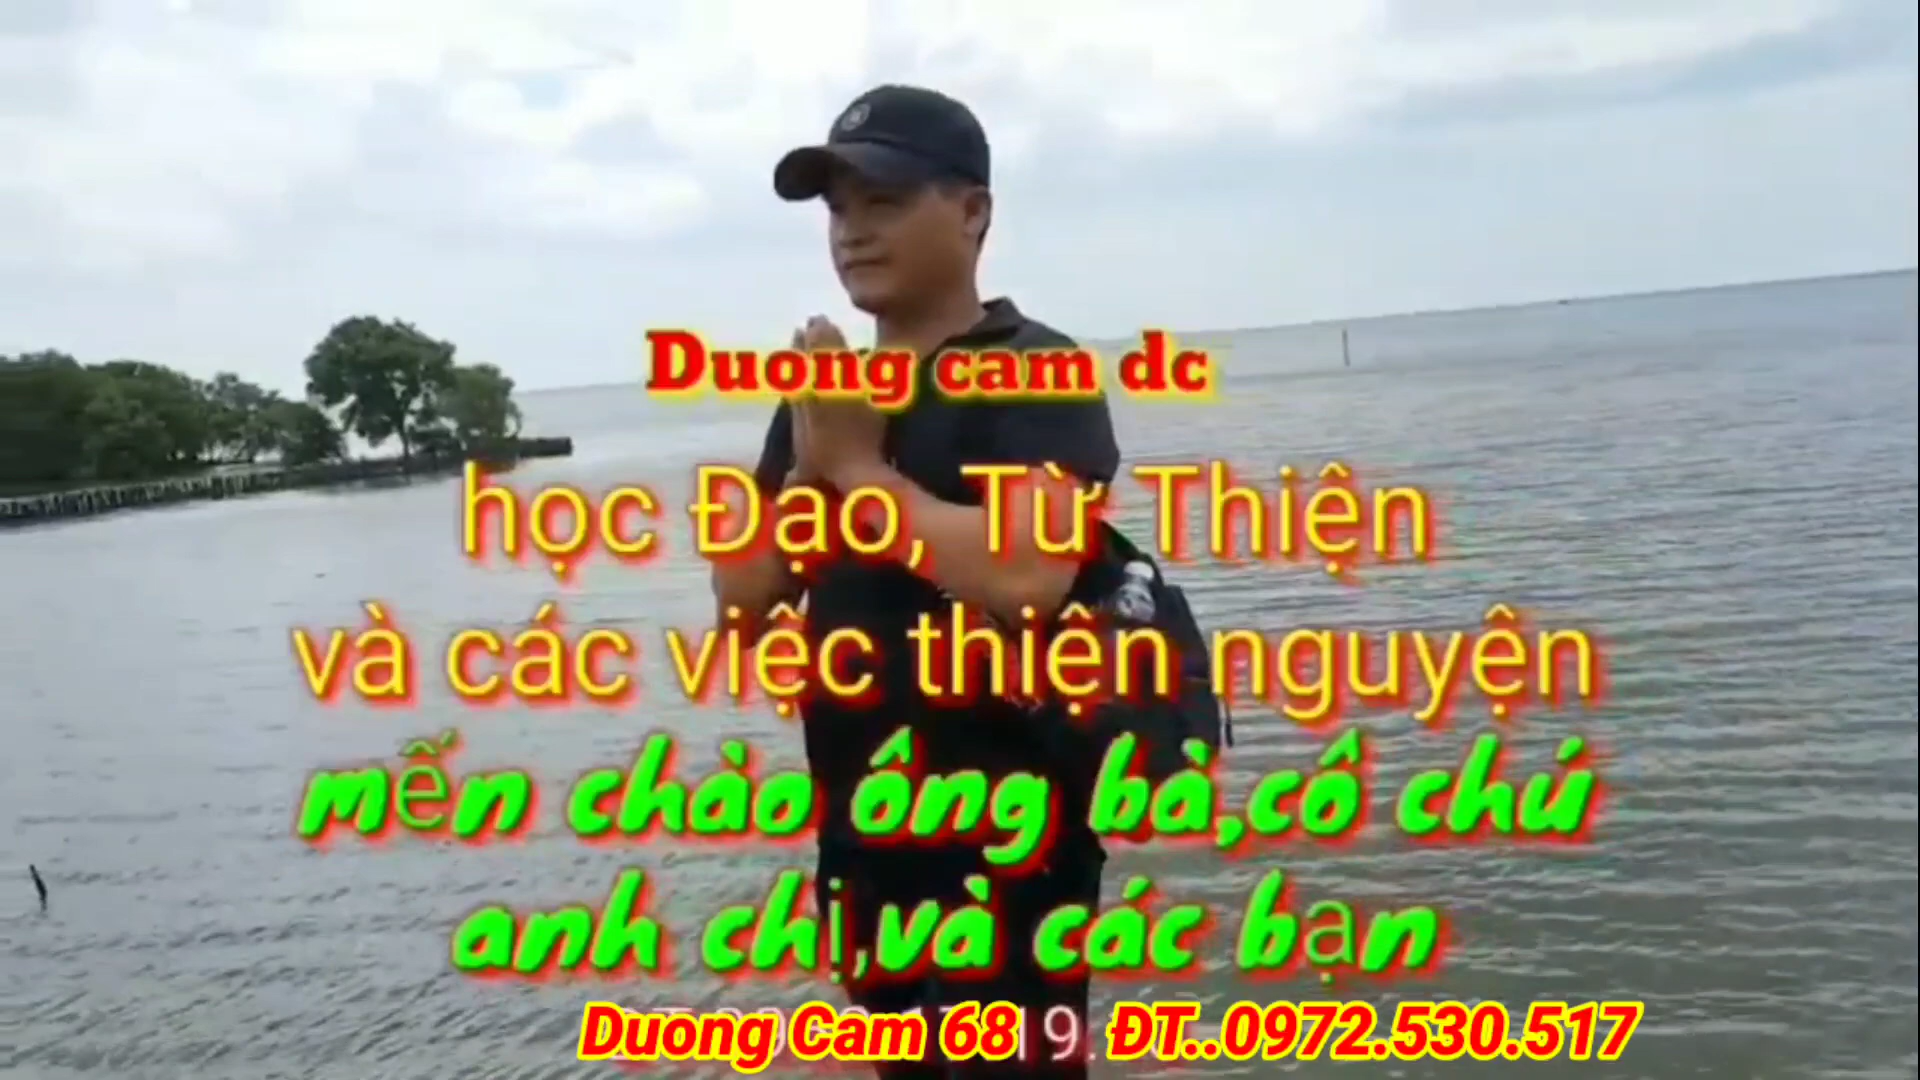 Duong cam dc
học Đạo, Từ Thiện
và các việc thiện nguyện
mến chào ông bà,cô chú
anh chị,và các bạn
Duong Cam 68 ĐT..0972.530.517